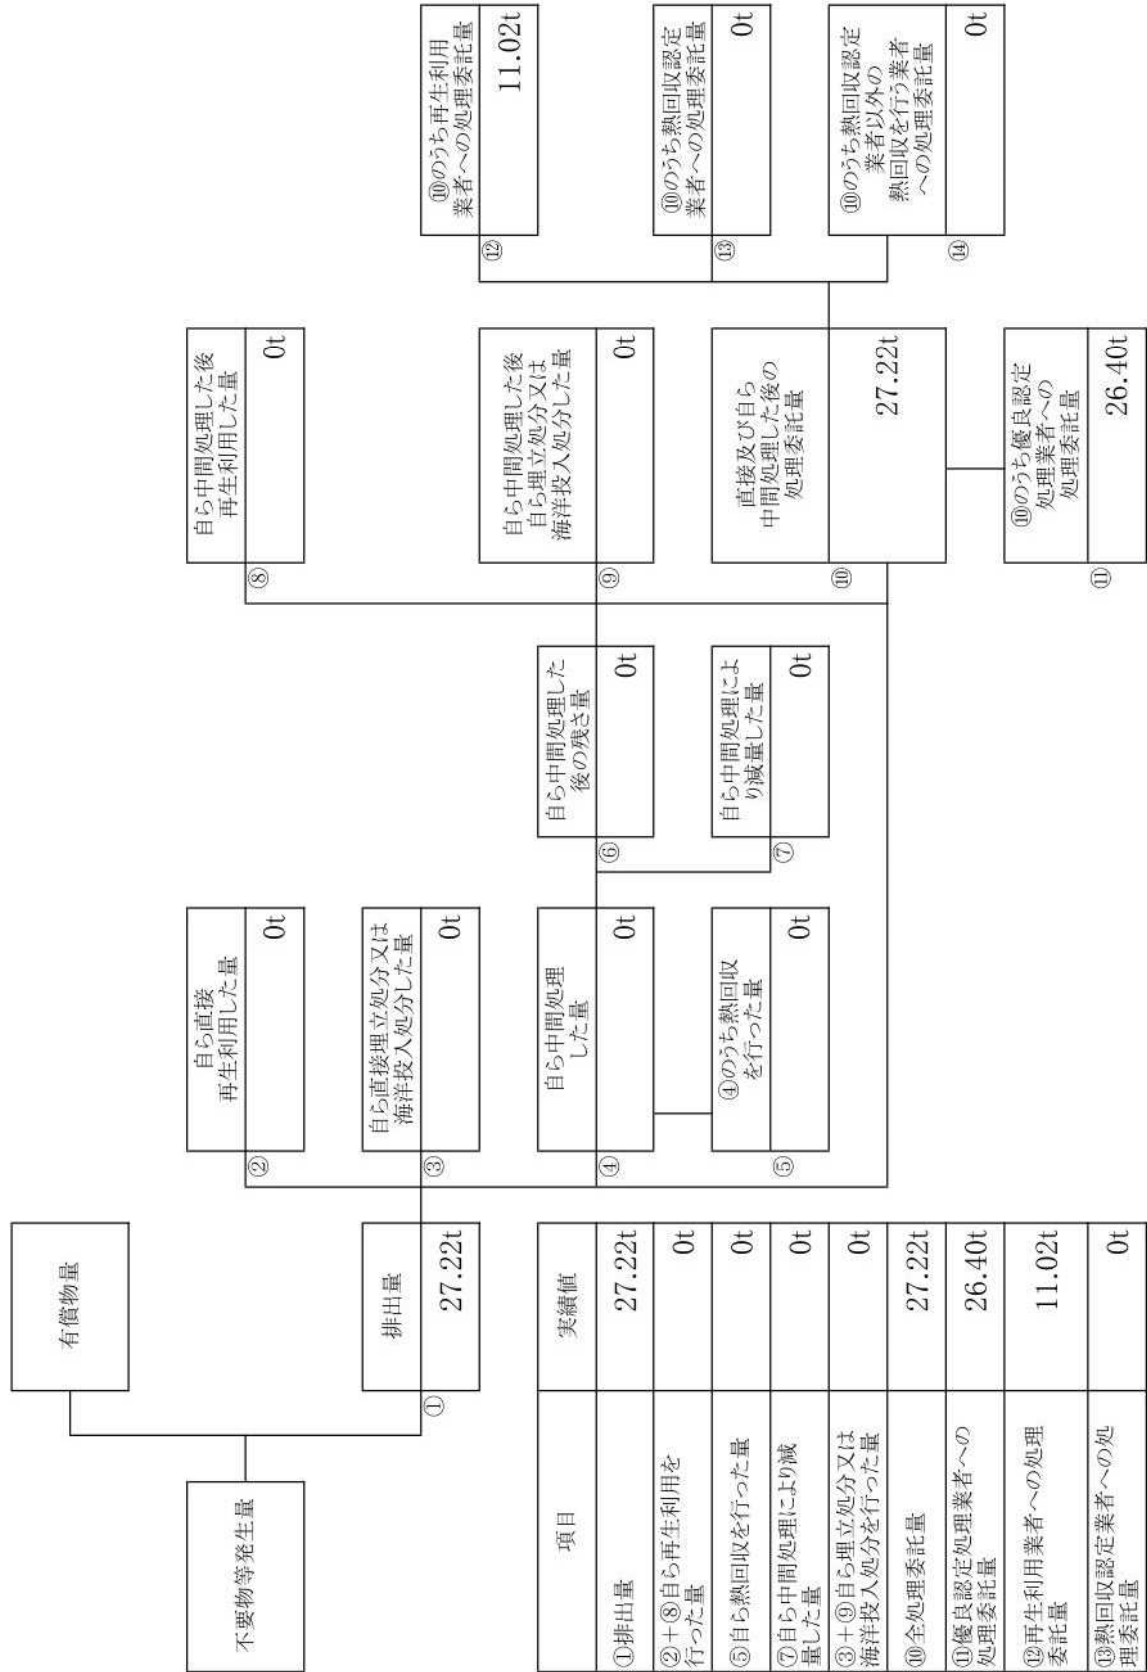 不要物等発生量
有償物量
①
排出量
27.22t
②
自ら直接
再生利用した量
0t
③
自ら直接埋立処分又は
海洋投入処分した量
0t
④
自ら中間処理
した量
0t
⑤
④のうち熱回収
を行った量
0t
⑥
自ら中間処理した
後の残さ量
0t
⑦
自ら中間処理によ
り減量した量
0t
⑧
自ら中間処理した後
再生利用した量
0t
⑨
自ら中間処理した後
自ら埋立処分又は
海洋投入処分した量
0t
⑩
直接及び自ら
中間処理した後の
処理委託量
27.22t
⑪
⑩のうち優良認定
処理業者への
処理委託量
26.40t
⑫
⑩のうち再生利用
業者への処理委託量
11.02t
⑬
⑩のうち熱回収認定
業者への処理委託量
0t
⑭
⑩のうち熱回収認定
業者以外の
熱回収を行う業者
への処理委託量
0t
項目 実績値
①排出量 27.22t
②+⑧自ら再生利用を
行った量 0t
⑤自ら熱回収を行った量 0t
⑦自ら中間処理により減
量した量 0t
③+⑨自ら埋立処分又は
海洋投入処分を行った量 0t
⑩全処理委託量 27.22t
⑪優良認定処理業者への
処理委託量 26.40t
⑫再生利用業者への処理
委託量 11.02t
⑬熱回収認定業者への処
理委託量 0t